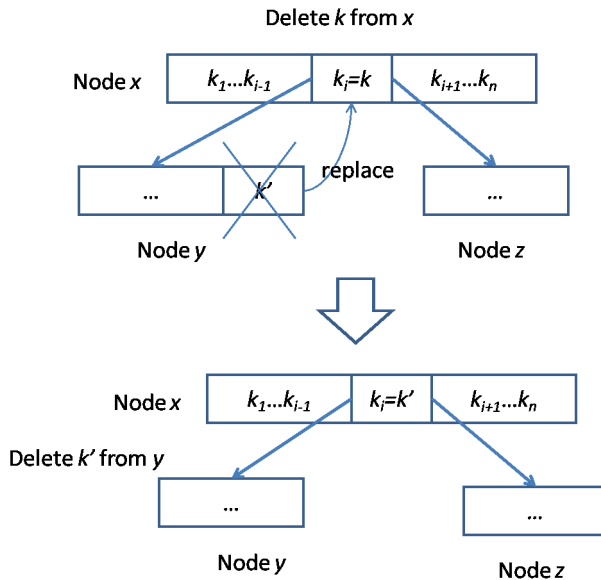 Delete k from x
Node x k₁...kᵢ₋₁ kᵢ=k kᵢ₊₁...kₙ
replace
... k’ ...
Node y Node z
Node x k₁...kᵢ₋₁ kᵢ=k’ kᵢ₊₁...kₙ
Delete k’ from y
... ...
Node y Node z